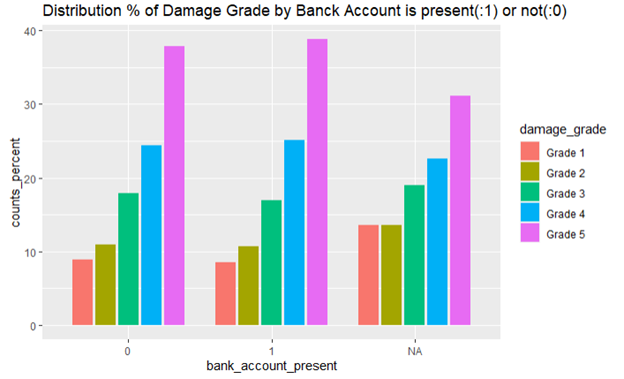 Distribution % of Damage Grade by Banck Account is present(:1) or not(:0)
40
30
20
10
0
counts_percent
0 1 NA
bank_account_present
damage_grade
Grade 1
Grade 2
Grade 3
Grade 4
Grade 5